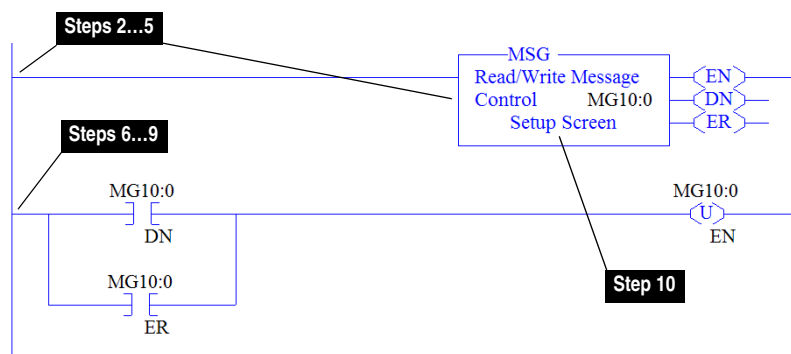 Steps 2...5
MSG
Read/Write Message
Control MG10:0
Setup Screen
EN
DN
ER
Steps 6...9
MG10:0
DN
MG10:0
ER
MG10:0
U
EN
Step 10